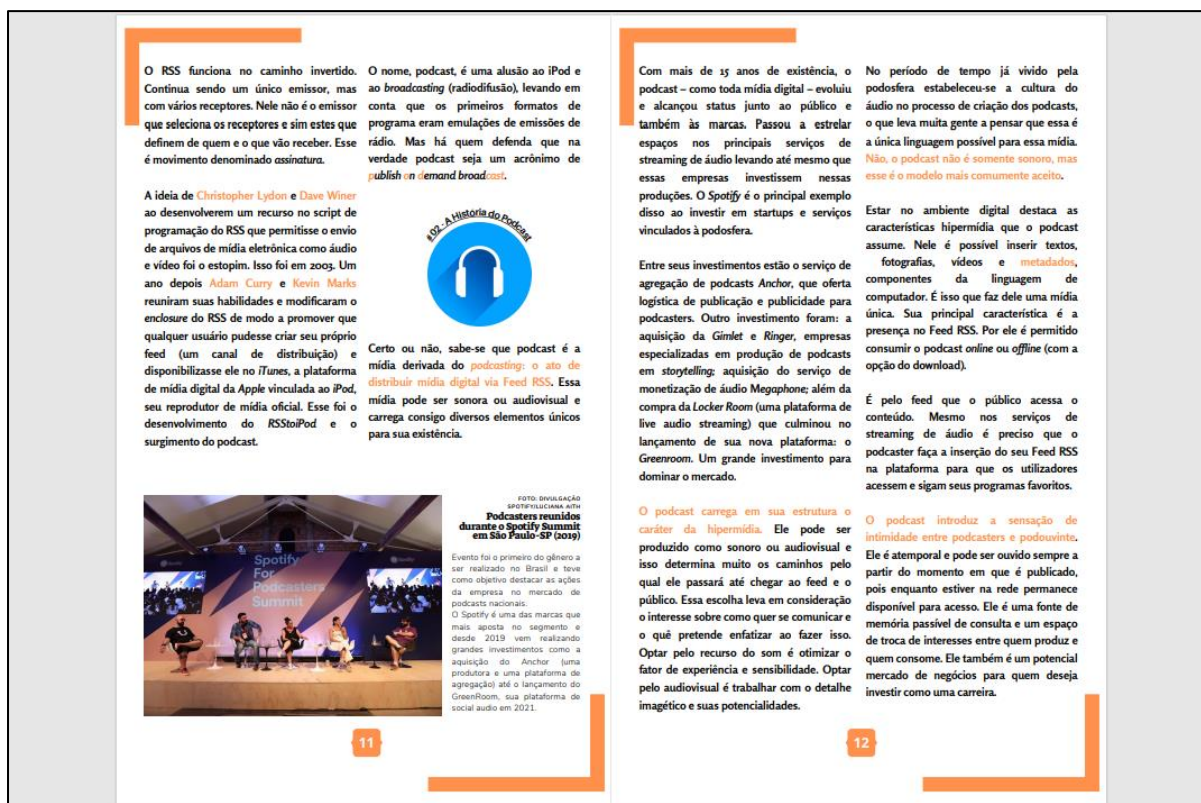 O RSS funciona no caminho invertido.
Continua sendo um único emissor, mas
com vários receptores. Nele não é o emissor
que seleciona os receptores e sim estes que
definem de quem e o que vão receber. Esse
é movimento denominado assinatura.
A ideia de Christopher Lydon e Dave Winer
ao desenvolverem um recurso no script de
programação do RSS que permitisse o envio
de arquivos de mídia eletrônica como áudio
e vídeo foi o estopim. Isso foi em 2003. Um
ano depois Adam Curry e Kevin Marks
reuniram suas habilidades e modificaram o
enclosure do RSS de modo a promover que
qualquer usuário pudesse criar seu próprio
feed (um canal de distribuição) e
disponibilizasse ele no iTunes, a plataforma
de mídia digital da Apple vinculada ao iPod,
seu reprodutor de mídia oficial. Esse foi o
desenvolvimento do RSStoiPod e o
surgimento do podcast.
O nome, podcast, é uma alusão ao iPod e
ao broadcasting (radiodifusão), levando em
conta que os primeiros formatos de
programa eram emulações de emissões de
rádio. Mas há quem defenda que na
verdade podcast seja um acrônimo de
publish on demand broadcast.
#02 - A História do Podcast
Certo ou não, sabe-se que podcast é a
mídia derivada do podcasting: o ato de
distribuir mídia digital via Feed RSS. Essa
mídia pode ser sonora ou audiovisual e
carrega consigo diversos elementos únicos
para sua existência.
Spotify
For
Podcasters
Summit
FOTO: DIVULGAÇÃO
SPOTIFY/LUCIANA AITH
Podcasters reunidos
durante o Spotify Summit
em São Paulo-SP (2019)
Evento foi o primeiro do gênero a
ser realizado no Brasil e teve
como objetivo destacar as ações
da empresa no mercado de
podcasts nacionais.
O Spotify é uma das marcas que
mais aposta no segmento e
desde 2019 vem realizando
grandes investimentos como a
aquisição do Anchor (uma
produtora e uma plataforma de
agregação) até o lançamento do
GreenRoom, sua plataforma de
social audio em 2021.
11
Com mais de 15 anos de existência, o
podcast – como toda mídia digital – evoluiu
e alcançou status junto ao público e
também às marcas. Passou a estrelar
espaços nos principais serviços de
streaming de áudio levando até mesmo que
essas empresas investissem nessas
produções. O Spotify é o principal exemplo
disso ao investir em startups e serviços
vinculados à podosfera.
Entre seus investimentos estão o serviço de
agregação de podcasts Anchor, que oferta
logística de publicação e publicidade para
podcasters. Outro investimento foram: a
aquisição da Gimlet e Ringer, empresas
especializadas em produção de podcasts
em storytelling; aquisição do serviço de
monetização de áudio Megaphone; além da
compra da Locker Room (uma plataforma de
live audio streaming) que culminou no
lançamento de sua nova plataforma: o
Greenroom. Um grande investimento para
dominar o mercado.
O podcast carrega em sua estrutura o
caráter da hipermídia. Ele pode ser
produzido como sonoro ou audiovisual e
isso determina muito os caminhos pelo
qual ele passará até chegar ao feed e o
público. Essa escolha leva em consideração
o interesse sobre como quer se comunicar e
o quê pretende enfatizar ao fazer isso.
Optar pelo recurso do som é otimizar o
fator de experiência e sensibilidade. Optar
pelo audiovisual é trabalhar com o detalhe
imagético e suas potencialidades.
No período de tempo já vivido pela
podosfera estabeleceu-se a cultura do
áudio no processo de criação dos podcasts,
o que leva muita gente a pensar que essa é
a única linguagem possível para essa mídia.
Não, o podcast não é somente sonoro, mas
esse é o modelo mais comumente aceito.
Estar no ambiente digital destaca as
características hipermídia que o podcast
assume. Nele é possível inserir textos,
fotografias, vídeos e metadados,
componentes da linguagem de
computador. É isso que faz dele uma mídia
única. Sua principal característica é a
presença no Feed RSS. Por ele é permitido
consumir o podcast online ou offline (com a
opção do download).
É pelo feed que o público acessa o
conteúdo. Mesmo nos serviços de
streaming de áudio é preciso que o
podcaster faça a inserção do seu Feed RSS
na plataforma para que os utilizadores
acessem e sigam seus programas favoritos.
O podcast introduz a sensação de
intimidade entre podcasters e podouvinte.
Ele é atemporal e pode ser ouvido sempre a
partir do momento em que é publicado,
pois enquanto estiver na rede permanece
disponível para acesso. Ele é uma fonte de
memória passível de consulta e um espaço
de troca de interesses entre quem produz e
quem consome. Ele também é um potencial
mercado de negócios para quem deseja
investir como uma carreira.
12